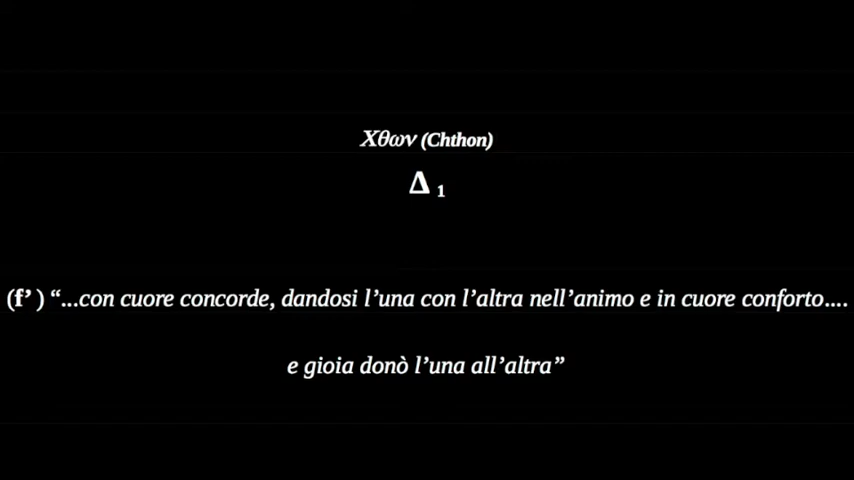 Χθων (Chthon)
Δ 1
(f’ ) “...con cuore concorde, dandosi l’una con l’altra nell’animo e in cuore conforto....
e gioia donò l’una all’altra”